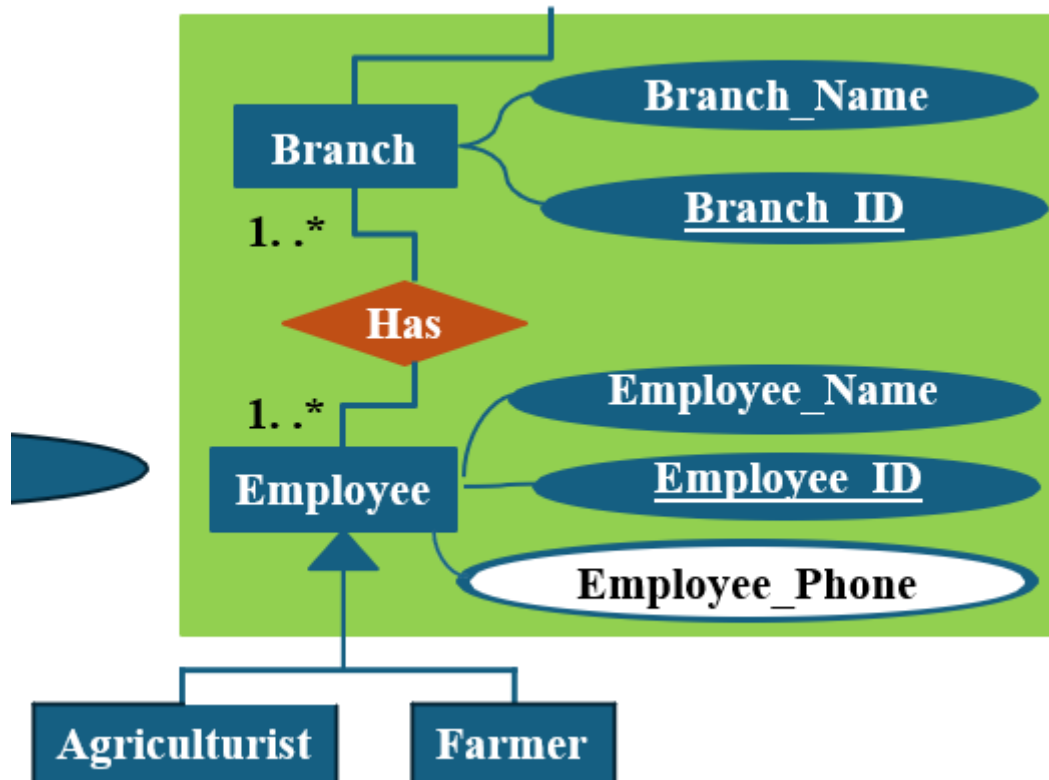 Branch_Name
Branch
Branch_ID
1. .*
Has
Employee_Name
1. .*
Employee_ID
Employee
Employee_Phone
Agriculturist
Farmer